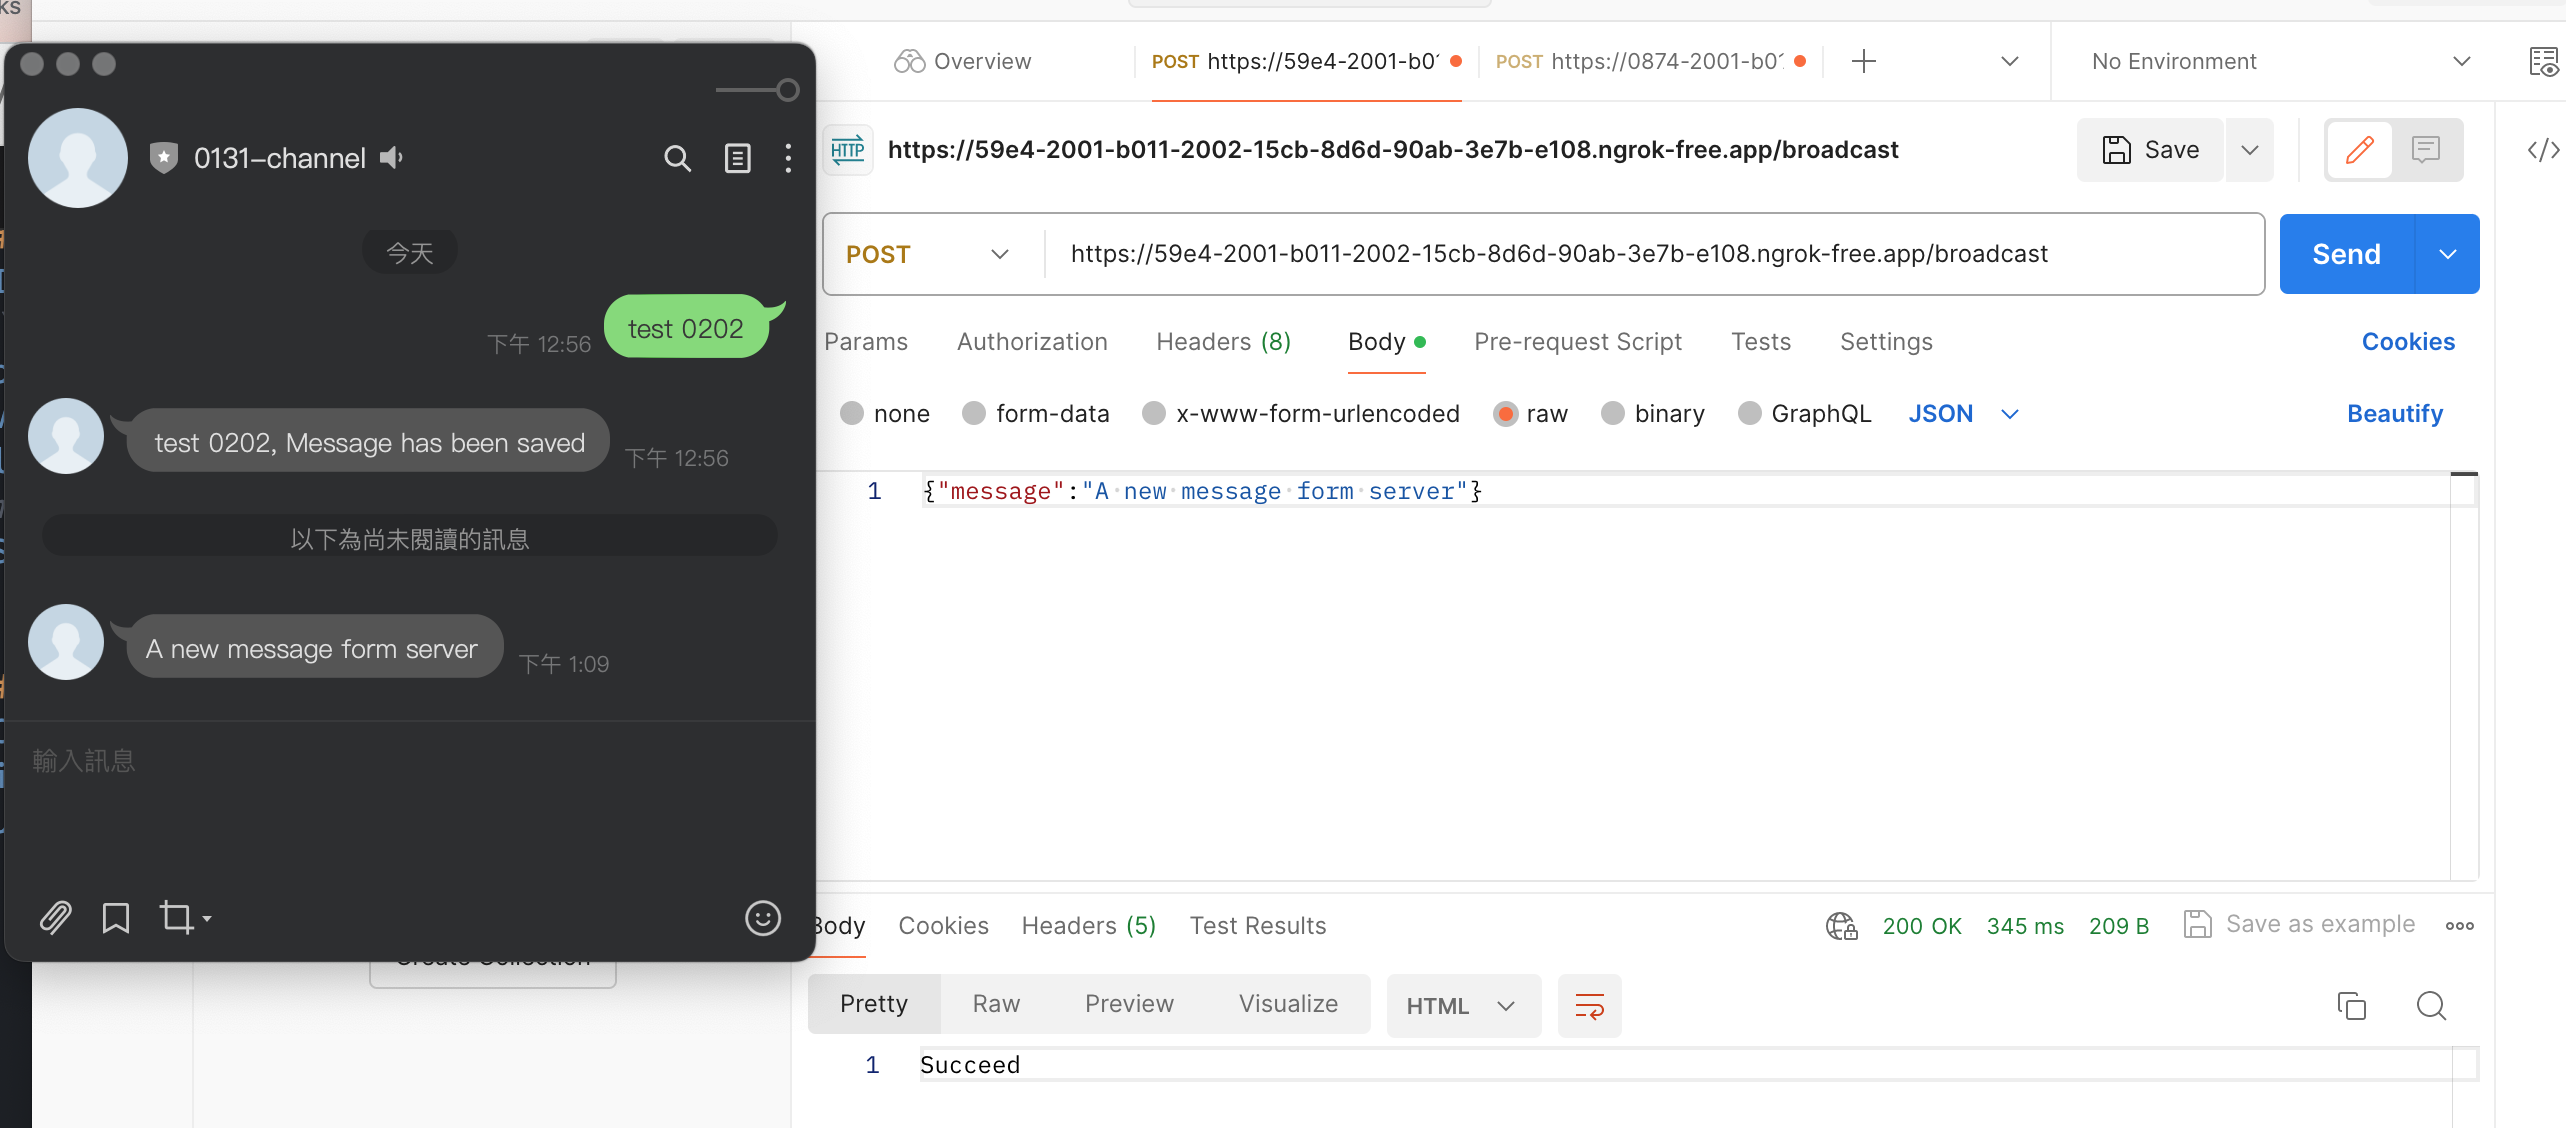 0131-channel
今天
test 0202
下午 12:56
test 0202, Message has been saved
下午 12:56
以下為尚未閱讀的訊息
A new message form server
下午 1:09
輸入訊息
Overview
POST https://59e4-2001-b01
POST https://0874-2001-b01
No Environment
HTTP
https://59e4-2001-b011-2002-15cb-8d6d-90ab-3e7b-e108.ngrok-free.app/broadcast
Save
POST
https://59e4-2001-b011-2002-15cb-8d6d-90ab-3e7b-e108.ngrok-free.app/broadcast
Send
Params Authorization Headers (8) Body Pre-request Script Tests Settings Cookies
none form-data x-www-form-urlencoded raw binary GraphQL JSON Beautify
1 {"message":"A new message form server"}
Body Cookies Headers (5) Test Results
200 OK 345 ms 209 B Save as example
Pretty Raw Preview Visualize HTML
1 Succeed
Create Collection